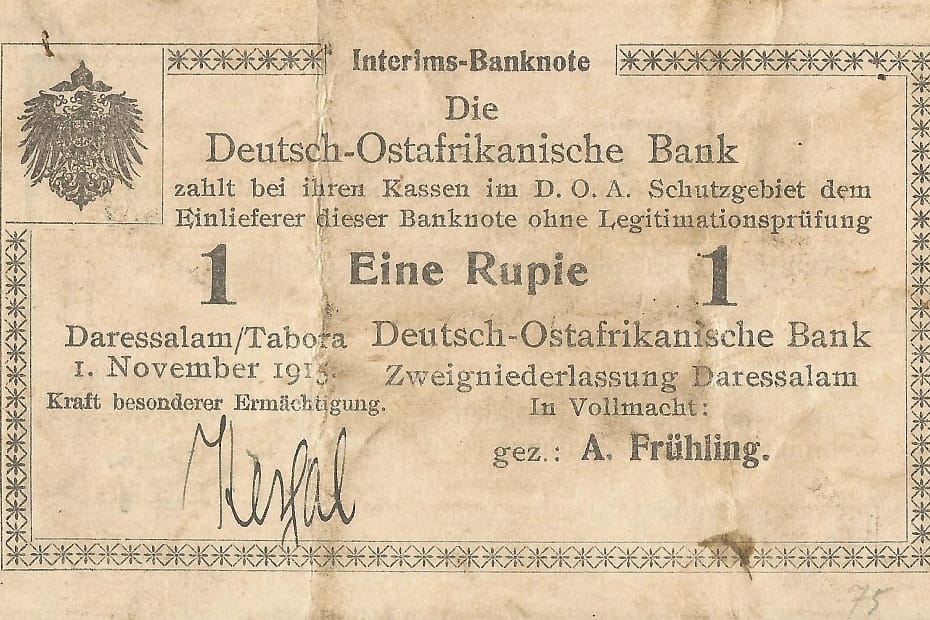 Interims-Banknote
Die
Deutsch-Ostafrikanische Bank
zahlt bei ihren Kassen im D. O. A. Schutzgebiet dem
Einlieferer dieser Banknote ohne Legitimationsprüfung
1 Eine Rupie 1
Daressalam/Tabora
1. November 1915.
Kraft besonderer Ermächtigung.
Deutsch-Ostafrikanische Bank
Zweigniederlassung Daressalam
In Vollmacht:
gez.: A. Frühling.
75